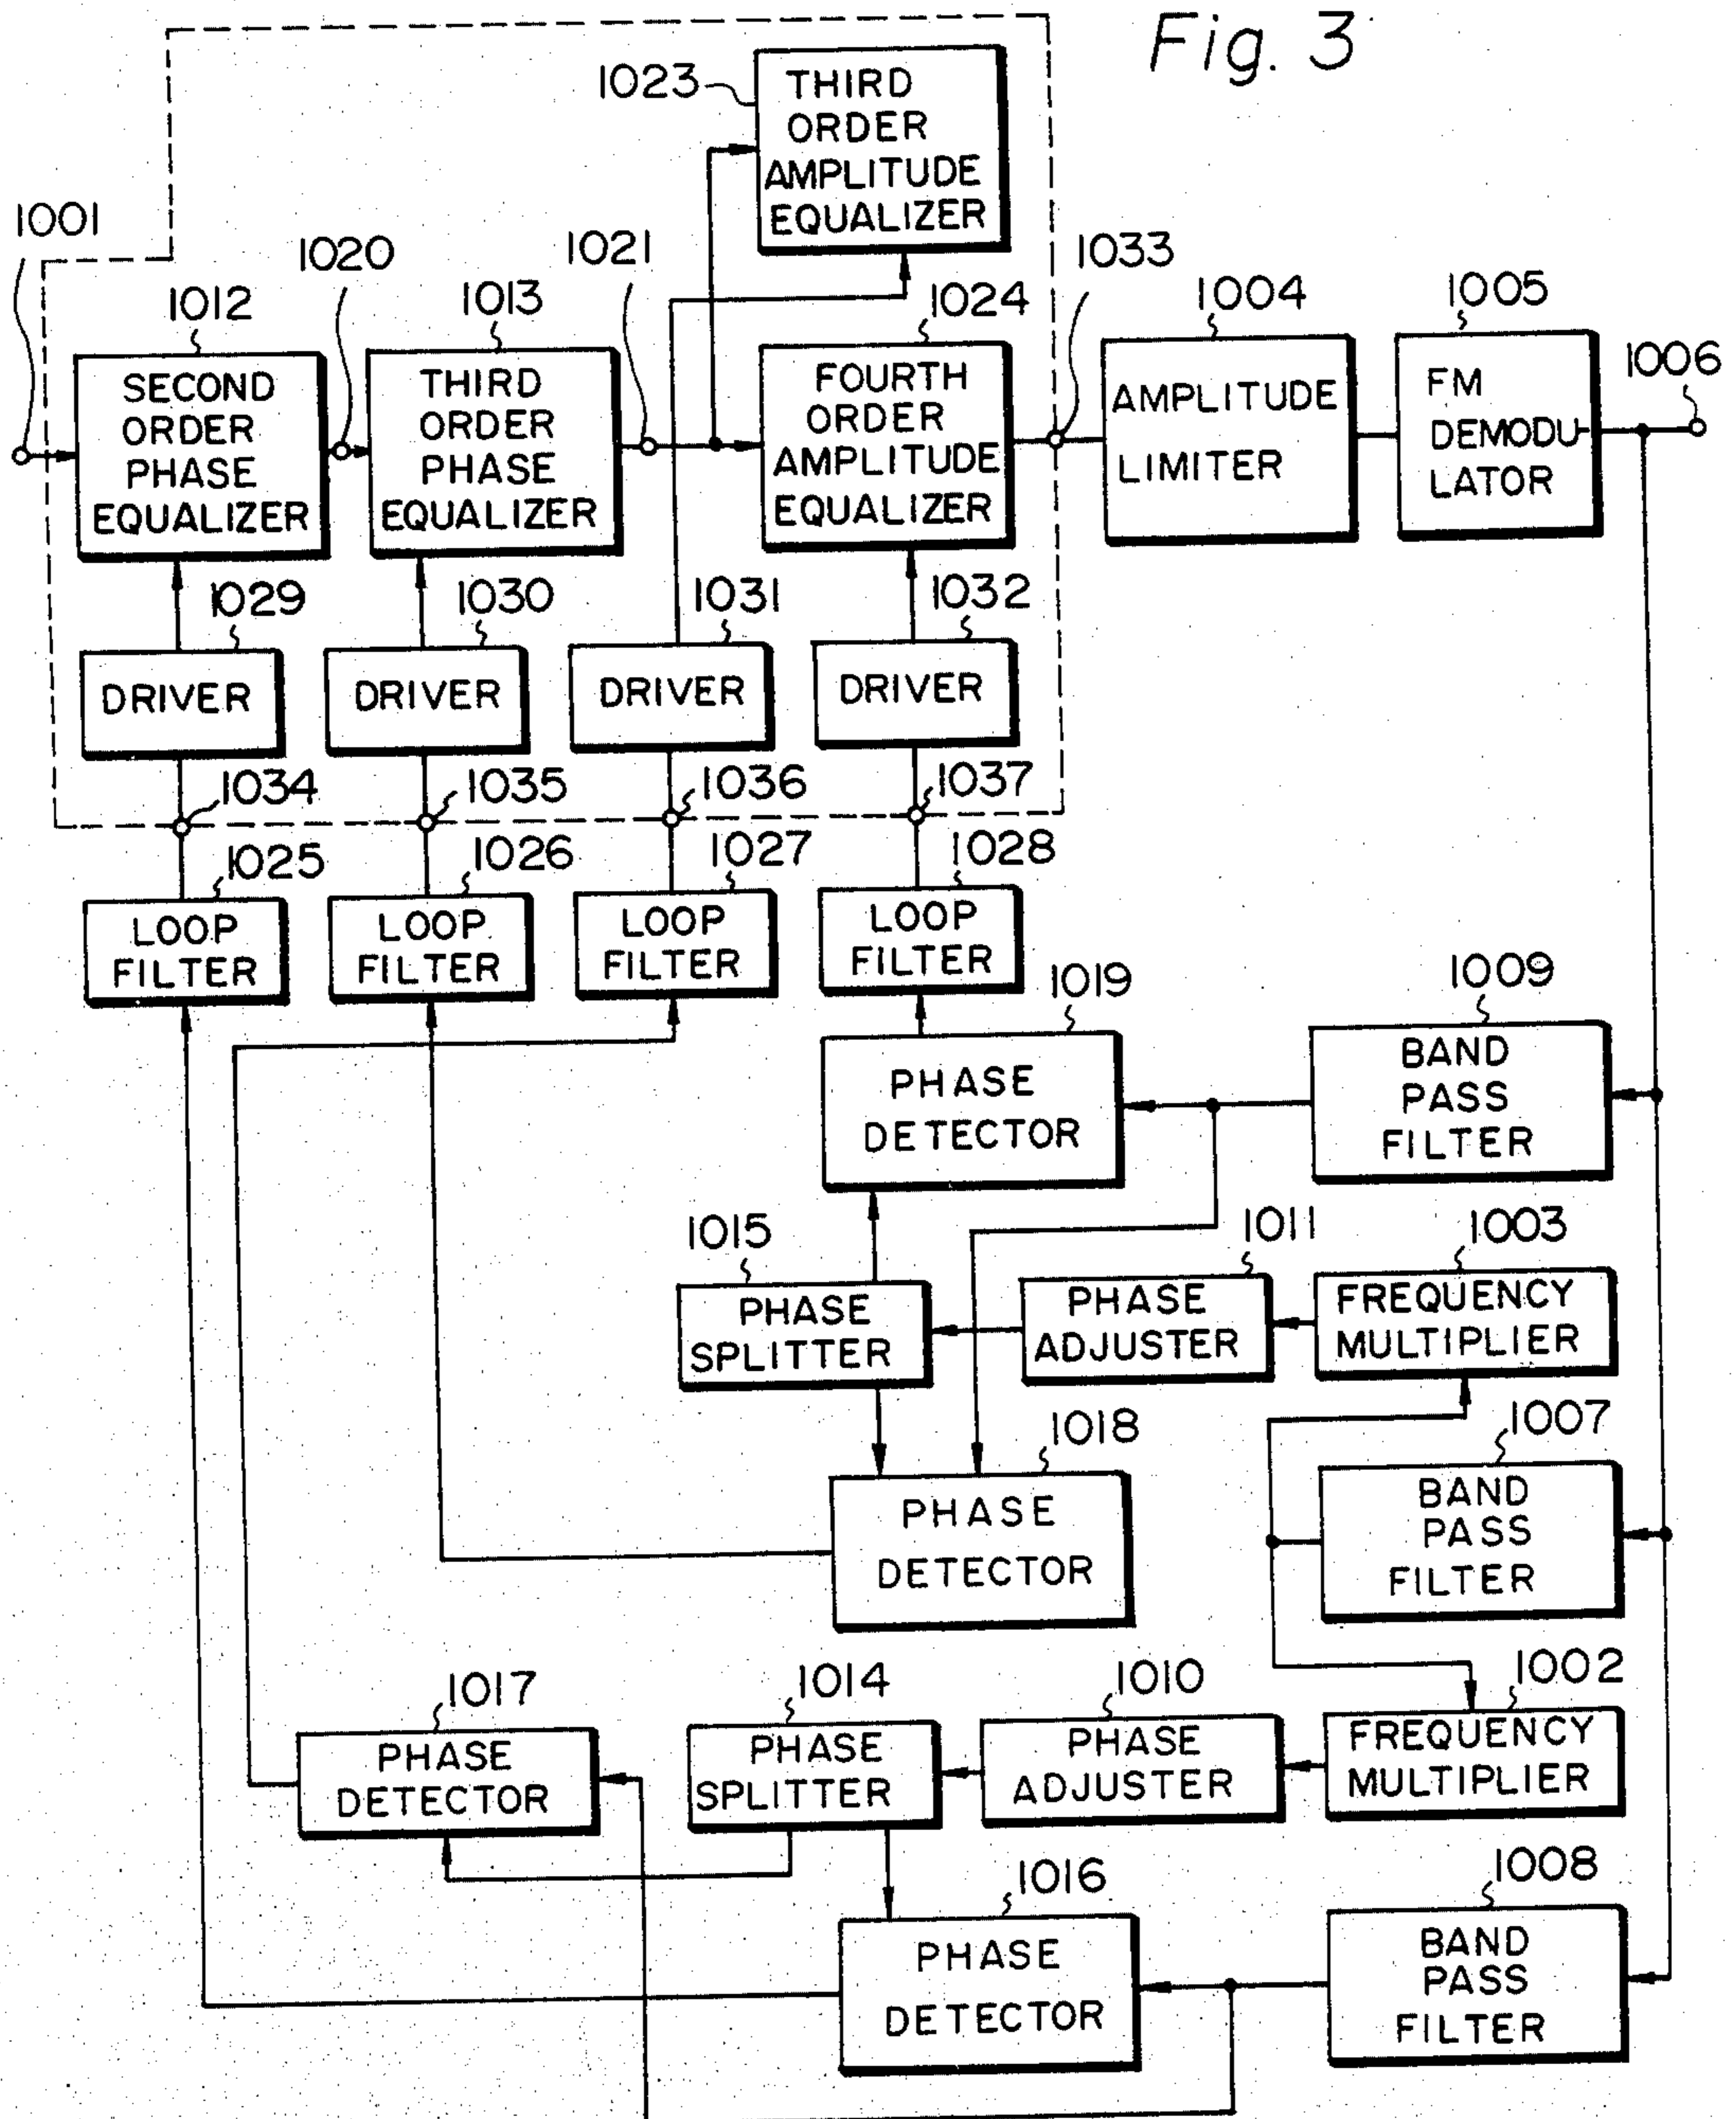 Fig. 3
1023
THIRD
ORDER
AMPLITUDE
EQUALIZER
1001
1012
1020
1013
1021
1024
1033
1004
1005
1006
SECOND
ORDER
PHASE
EQUALIZER
THIRD
ORDER
PHASE
EQUALIZER
FOURTH
ORDER
AMPLITUDE
EQUALIZER
AMPLITUDE
LIMITER
FM
DEMODU-
LATOR
1029
DRIVER
1030
DRIVER
1031
DRIVER
1032
DRIVER
1034
1035
1036
1037
1025
LOOP
FILTER
1026
LOOP
FILTER
1027
LOOP
FILTER
1028
LOOP
FILTER
1019
PHASE
DETECTOR
1009
BAND
PASS
FILTER
1015
PHASE
SPLITTER
1011
PHASE
ADJUSTER
1003
FREQUENCY
MULTIPLIER
1018
PHASE
DETECTOR
1007
BAND
PASS
FILTER
1017
PHASE
DETECTOR
1014
PHASE
SPLITTER
1010
PHASE
ADJUSTER
1002
FREQUENCY
MULTIPLIER
1016
PHASE
DETECTOR
1008
BAND
PASS
FILTER